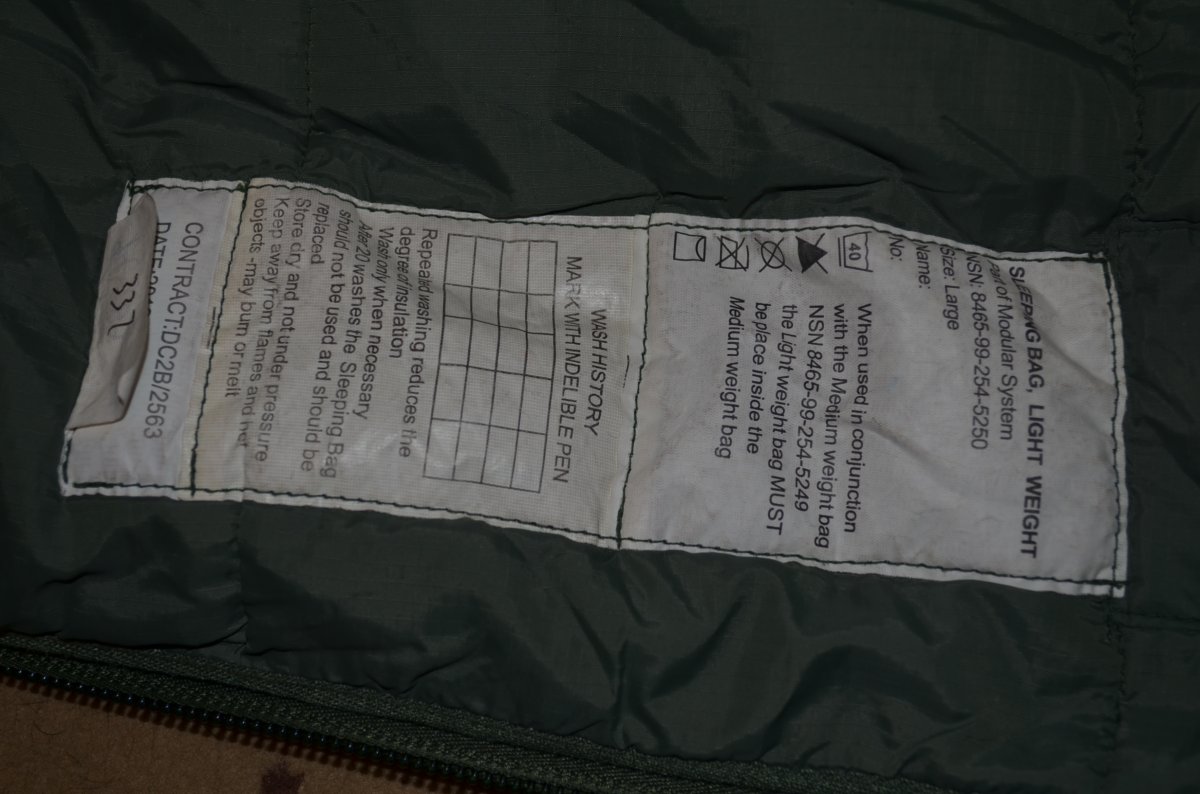 SLEEPING BAG, LIGHT WEIGHT
Part of Modular System
NSN: 8465-99-254-5250
Size: Large
Name:
No:
40
When used in conjunction
with the Medium weight bag
NSN 8465-99-254-5249
the Light weight bag MUST
be place inside the
Medium weight bag
WASH HISTORY
MARK WITH INDELIBLE PEN
Repeated washing reduces the
degree of insulation
Wash only when necessary
After 20 washes the Sleeping Bag
should not be used and should be
replaced
Store dry and not under pressure
Keep away from flames and hot
objects -may burn or melt
CONTRACT:DC2B/2563
DATE:
337